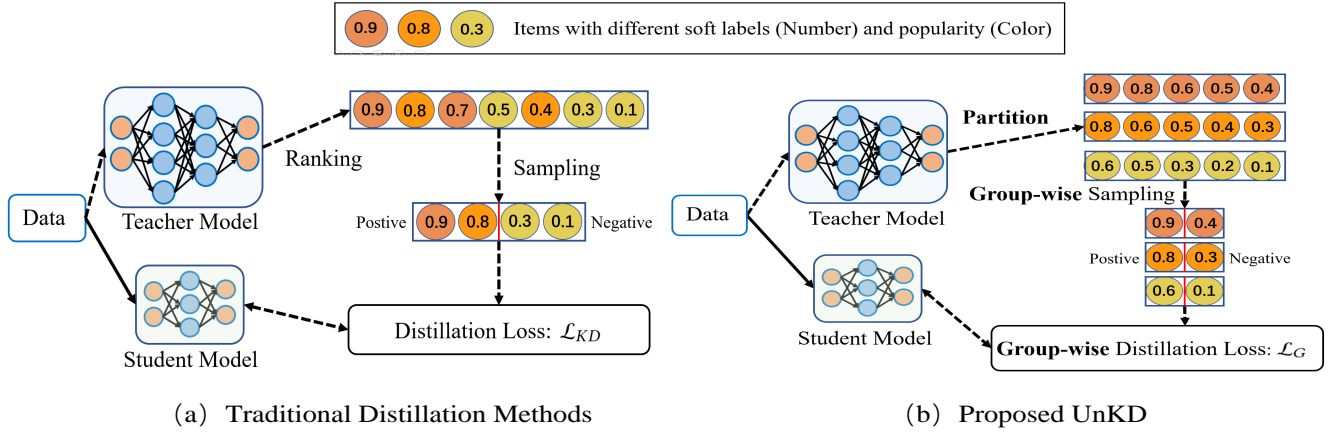 0.9 0.8 0.3 Items with different soft labels (Number) and popularity (Color)
0.9 0.8 0.7 0.5 0.4 0.3 0.1
Ranking
Sampling
Data
Teacher Model
Postive 0.9 0.8 0.3 0.1 Negative
Student Model
Distillation Loss: ℒKD
(a) Traditional Distillation Methods
0.9 0.8 0.6 0.5 0.4
Partition
0.8 0.6 0.5 0.4 0.3
0.6 0.5 0.3 0.2 0.1
Group-wise Sampling
Data
Teacher Model
0.9 0.4
Postive 0.8 0.3 Negative
0.6 0.1
Student Model
Group-wise Distillation Loss: ℒG
(b) Proposed UnKD